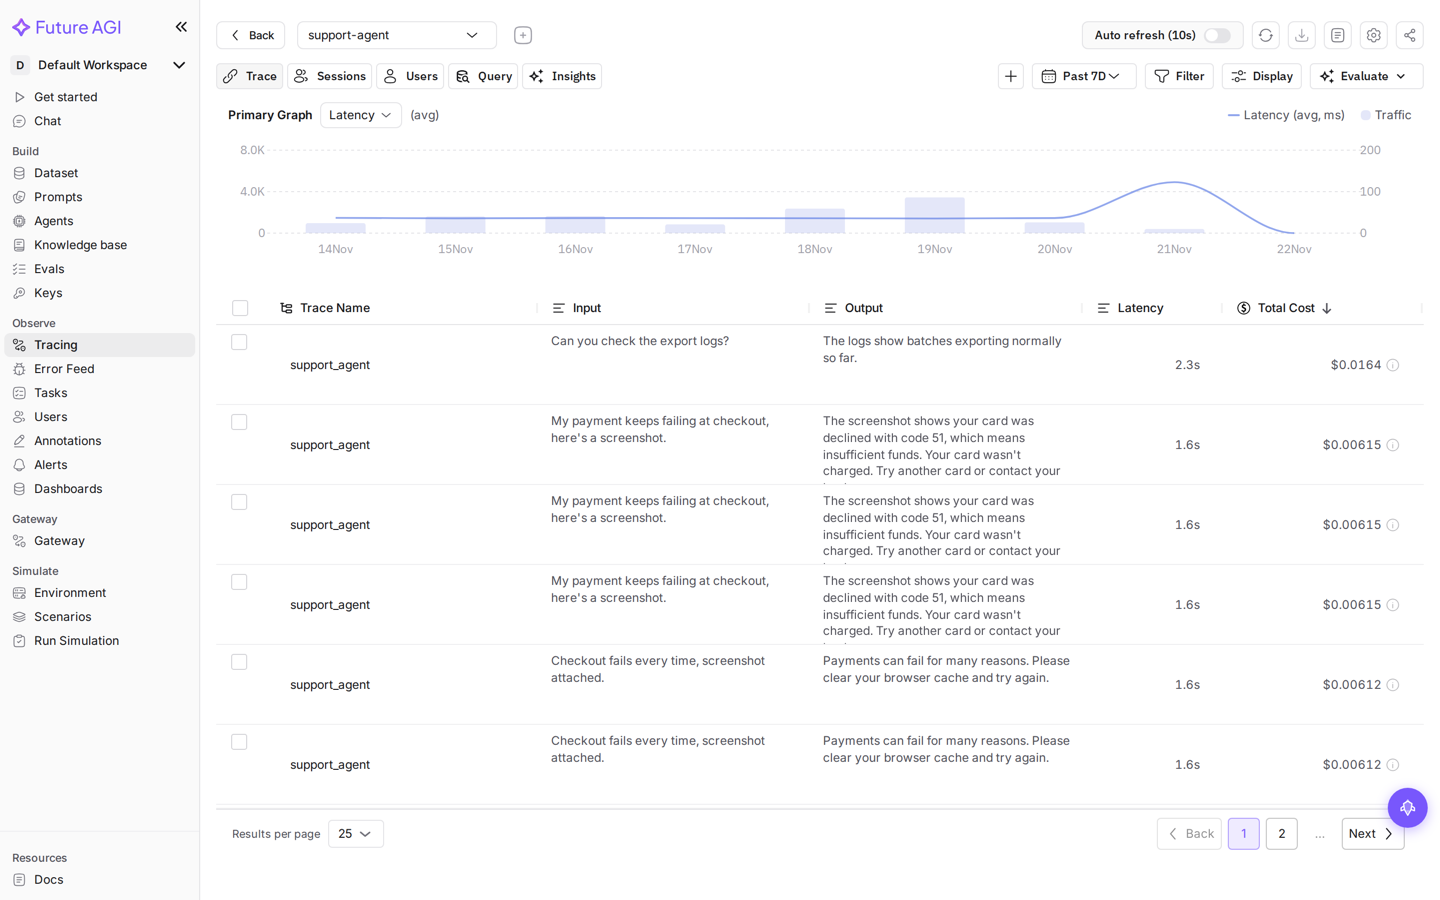 Future AGI
D Default Workspace
Get started
Chat
Build
Dataset
Prompts
Agents
Knowledge base
Evals
Keys
Observe
Tracing
Error Feed
Tasks
Users
Annotations
Alerts
Dashboards
Gateway
Gateway
Simulate
Environment
Scenarios
Run Simulation
Resources
Docs
Back
support-agent
Auto refresh (10s)
Trace
Sessions
Users
Query
Insights
Past 7D
Filter
Display
Evaluate
Primary Graph
Latency
(avg)
Latency (avg, ms)
Traffic
8.0K
200
4.0K
100
0
0
14Nov 15Nov 16Nov 17Nov 18Nov 19Nov 20Nov 21Nov 22Nov
Trace Name
Input
Output
Latency
Total Cost
support_agent
Can you check the export logs?
The logs show batches exporting normally
so far.
2.3s
$0.0164
support_agent
My payment keeps failing at checkout,
here's a screenshot.
The screenshot shows your card was
declined with code 51, which means
insufficient funds. Your card wasn't
charged. Try another card or contact your
1.6s
$0.00615
support_agent
My payment keeps failing at checkout,
here's a screenshot.
The screenshot shows your card was
declined with code 51, which means
insufficient funds. Your card wasn't
charged. Try another card or contact your
1.6s
$0.00615
support_agent
My payment keeps failing at checkout,
here's a screenshot.
The screenshot shows your card was
declined with code 51, which means
insufficient funds. Your card wasn't
charged. Try another card or contact your
1.6s
$0.00615
support_agent
Checkout fails every time, screenshot
attached.
Payments can fail for many reasons. Please
clear your browser cache and try again.
1.6s
$0.00612
support_agent
Checkout fails every time, screenshot
attached.
Payments can fail for many reasons. Please
clear your browser cache and try again.
1.6s
$0.00612
Results per page
25
Back
1
2
...
Next